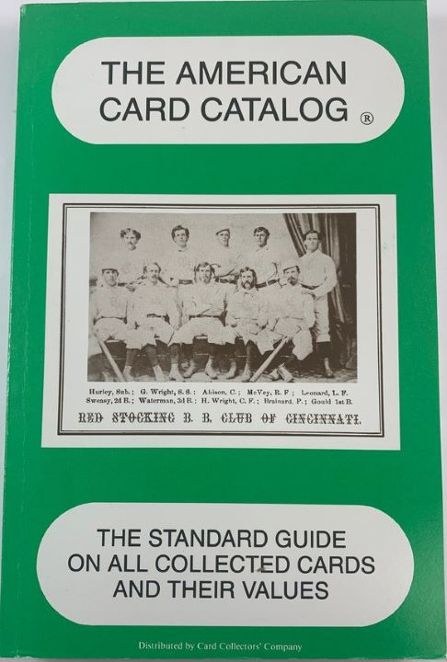 THE AMERICAN
CARD CATALOG ®
Hurley, Sub.; G. Wright, S. S.; Allison, C.; McVey, R. F.; Leonard, L. F.
Sweasy, 2d B.; Waterman, 3d B.; H. Wright, C. F.; Brainard, P.; Gould 1st B.
RED STOCKING B. B. CLUB OF CINCINNATI.
THE STANDARD GUIDE
ON ALL COLLECTED CARDS
AND THEIR VALUES
Distributed by Card Collectors' Company